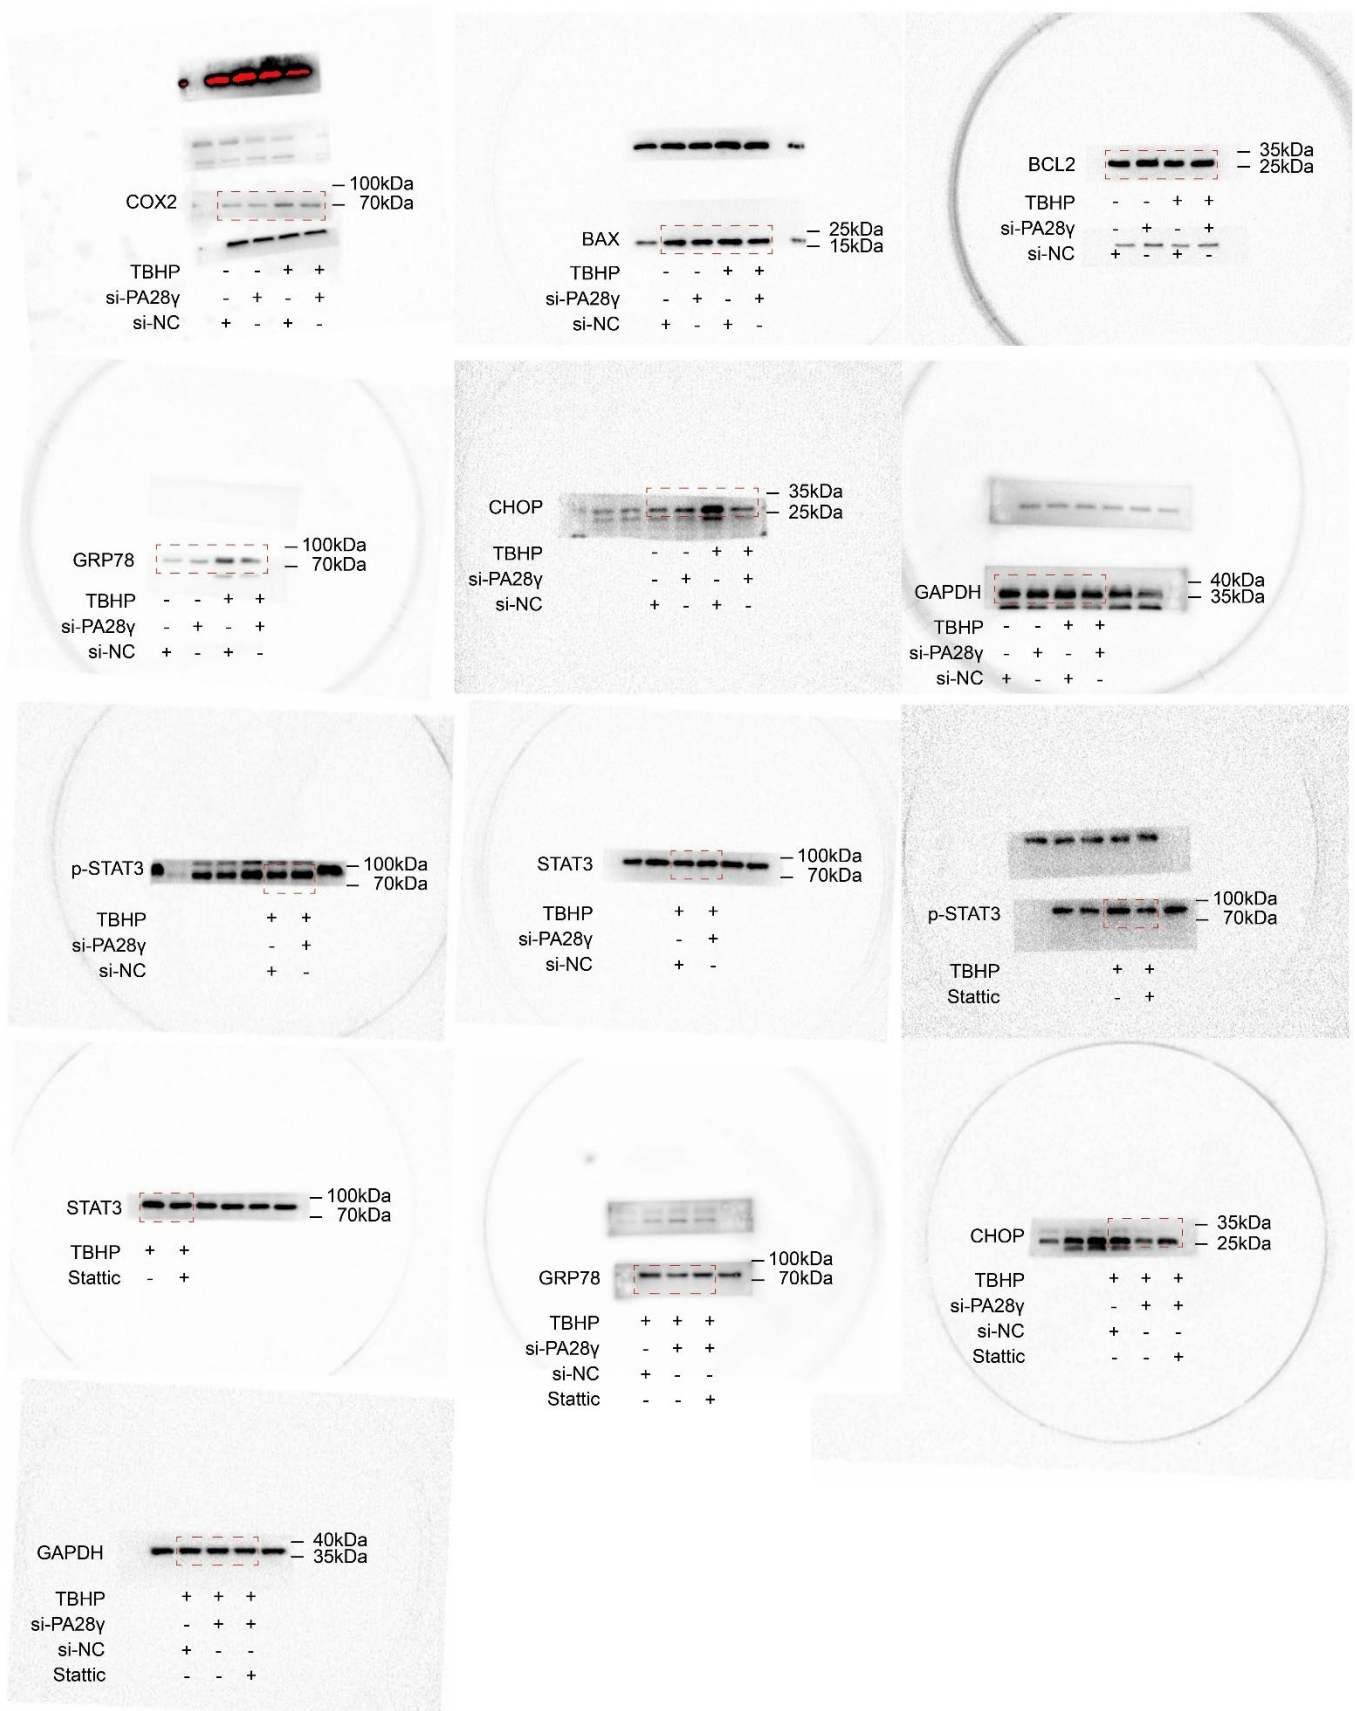 COX2
100kDa
70kDa
TBHP - - + +
si-PA28γ - + - +
si-NC + - + -
BAX
25kDa
15kDa
TBHP - - + +
si-PA28γ - + - +
si-NC + - + -
BCL2
35kDa
25kDa
TBHP - - + +
si-PA28γ - + - +
si-NC + - + -
GRP78
100kDa
70kDa
TBHP - - + +
si-PA28γ - + - +
si-NC + - + -
CHOP
35kDa
25kDa
TBHP - - + +
si-PA28γ - + - +
si-NC + - + -
GAPDH
40kDa
35kDa
TBHP - - + +
si-PA28γ - + - +
si-NC + - + -
p-STAT3
100kDa
70kDa
TBHP + +
si-PA28γ - +
si-NC + -
STAT3
100kDa
70kDa
TBHP + +
si-PA28γ - +
si-NC + -
p-STAT3
100kDa
70kDa
TBHP + +
Stattic - +
STAT3
100kDa
70kDa
TBHP + +
Stattic - +
GRP78
100kDa
70kDa
TBHP + + +
si-PA28γ - + +
si-NC + - -
Stattic - - +
CHOP
35kDa
25kDa
TBHP + + +
si-PA28γ - + +
si-NC + - -
Stattic - - +
GAPDH
40kDa
35kDa
TBHP + + +
si-PA28γ - + +
si-NC + - -
Stattic - - +